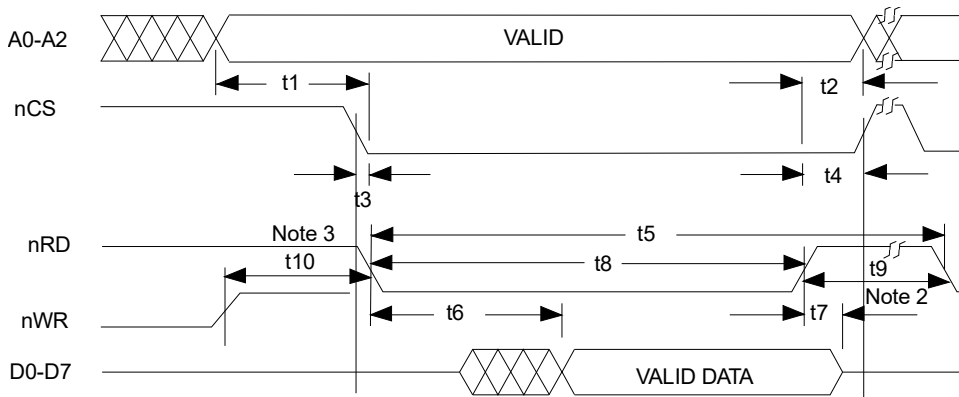 A0-A2
VALID
t1
t2
nCS
t3
t4
nRD
Note 3
t5
t8
t10
t9
Note 2
nWR
t6
t7
D0-D7
VALID DATA